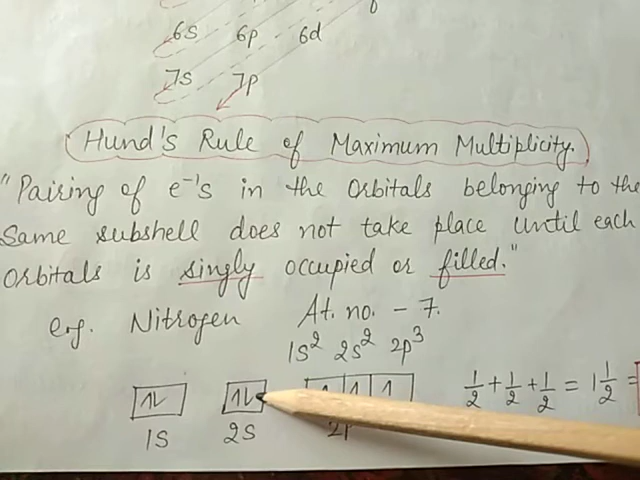 6s 6p 6d
7s 7p
Hund's Rule of Maximum Multiplicity.
"Pairing of e⁻'s in the orbitals belonging to the
Same subshell does not take place until each
orbitals is singly occupied or filled."
e.g. Nitrogen At. no. - 7.
1s² 2s² 2p³
1/2 + 1/2 + 1/2 = 1 1/2 =
1s 2s 2p